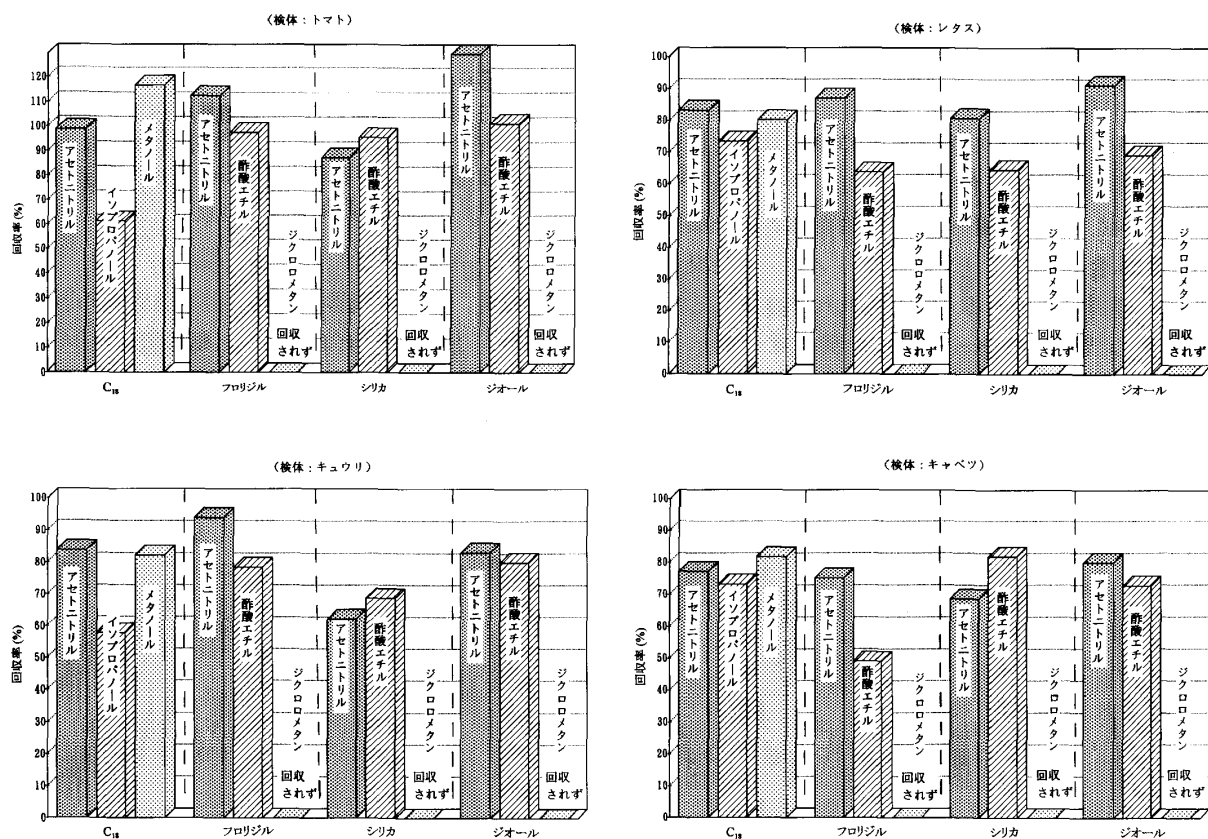 (検体:トマト)
回収率(%)
120
110
100
90
80
70
60
50
40
30
20
10
0
アセトニトリル
イソプロパノール
メタノール
アセトニトリル
酢酸エチル
ジクロロメタン
回収
されず
アセトニトリル
酢酸エチル
ジクロロメタン
回収
されず
アセトニトリル
酢酸エチル
ジクロロメタン
回収
されず
C₁₈
フロリジル
シリカ
ジオール
(検体:レタス)
回収率(%)
100
90
80
70
60
50
40
30
20
10
0
アセトニトリル
イソプロパノール
メタノール
アセトニトリル
酢酸エチル
ジクロロメタン
回収
されず
アセトニトリル
酢酸エチル
ジクロロメタン
回収
されず
アセトニトリル
酢酸エチル
ジクロロメタン
回収
されず
C₁₈
フロリジル
シリカ
ジオール
(検体:キュウリ)
回収率(%)
100
90
80
70
60
50
40
30
20
10
0
アセトニトリル
イソプロパノール
メタノール
アセトニトリル
酢酸エチル
ジクロロメタン
回収
されず
アセトニトリル
酢酸エチル
ジクロロメタン
回収
されず
アセトニトリル
酢酸エチル
ジクロロメタン
回収
されず
C₁₈
フロリジル
シリカ
ジオール
(検体:キャベツ)
回収率(%)
100
90
80
70
60
50
40
30
20
10
0
アセトニトリル
イソプロパノール
メタノール
アセトニトリル
酢酸エチル
ジクロロメタン
回収
されず
アセトニトリル
酢酸エチル
ジクロロメタン
回収
されず
アセトニトリル
酢酸エチル
ジクロロメタン
回収
されず
C₁₈
フロリジル
シリカ
ジオール